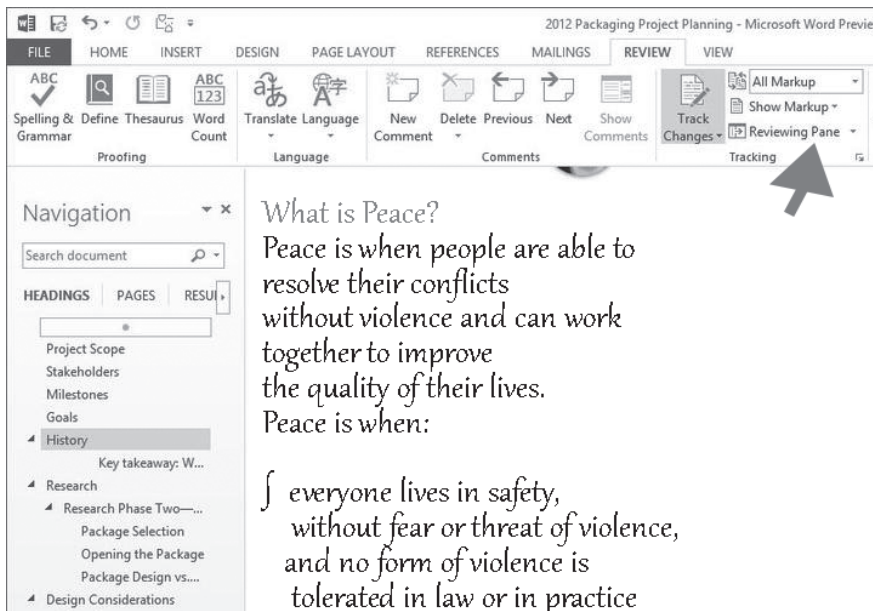 2012 Packaging Project Planning - Microsoft Word Previe
FILE HOME INSERT DESIGN PAGE LAYOUT REFERENCES MAILINGS REVIEW VIEW
ABC
Spelling & Grammar
Define
Thesaurus
ABC
123
Word Count
Proofing
Translate
Language
Language
New Comment
Delete
Previous
Next
Show Comments
Comments
Track Changes
All Markup
Show Markup
Reviewing Pane
Tracking
Navigation
Search document
HEADINGS PAGES RESUL
Project Scope
Stakeholders
Milestones
Goals
History
Key takeaway: W...
Research
Research Phase Two—...
Package Selection
Opening the Package
Package Design vs....
Design Considerations
What is Peace?
Peace is when people are able to
resolve their conflicts
without violence and can work
together to improve
the quality of their lives.
Peace is when:
∫ everyone lives in safety,
without fear or threat of violence,
and no form of violence is
tolerated in law or in practice